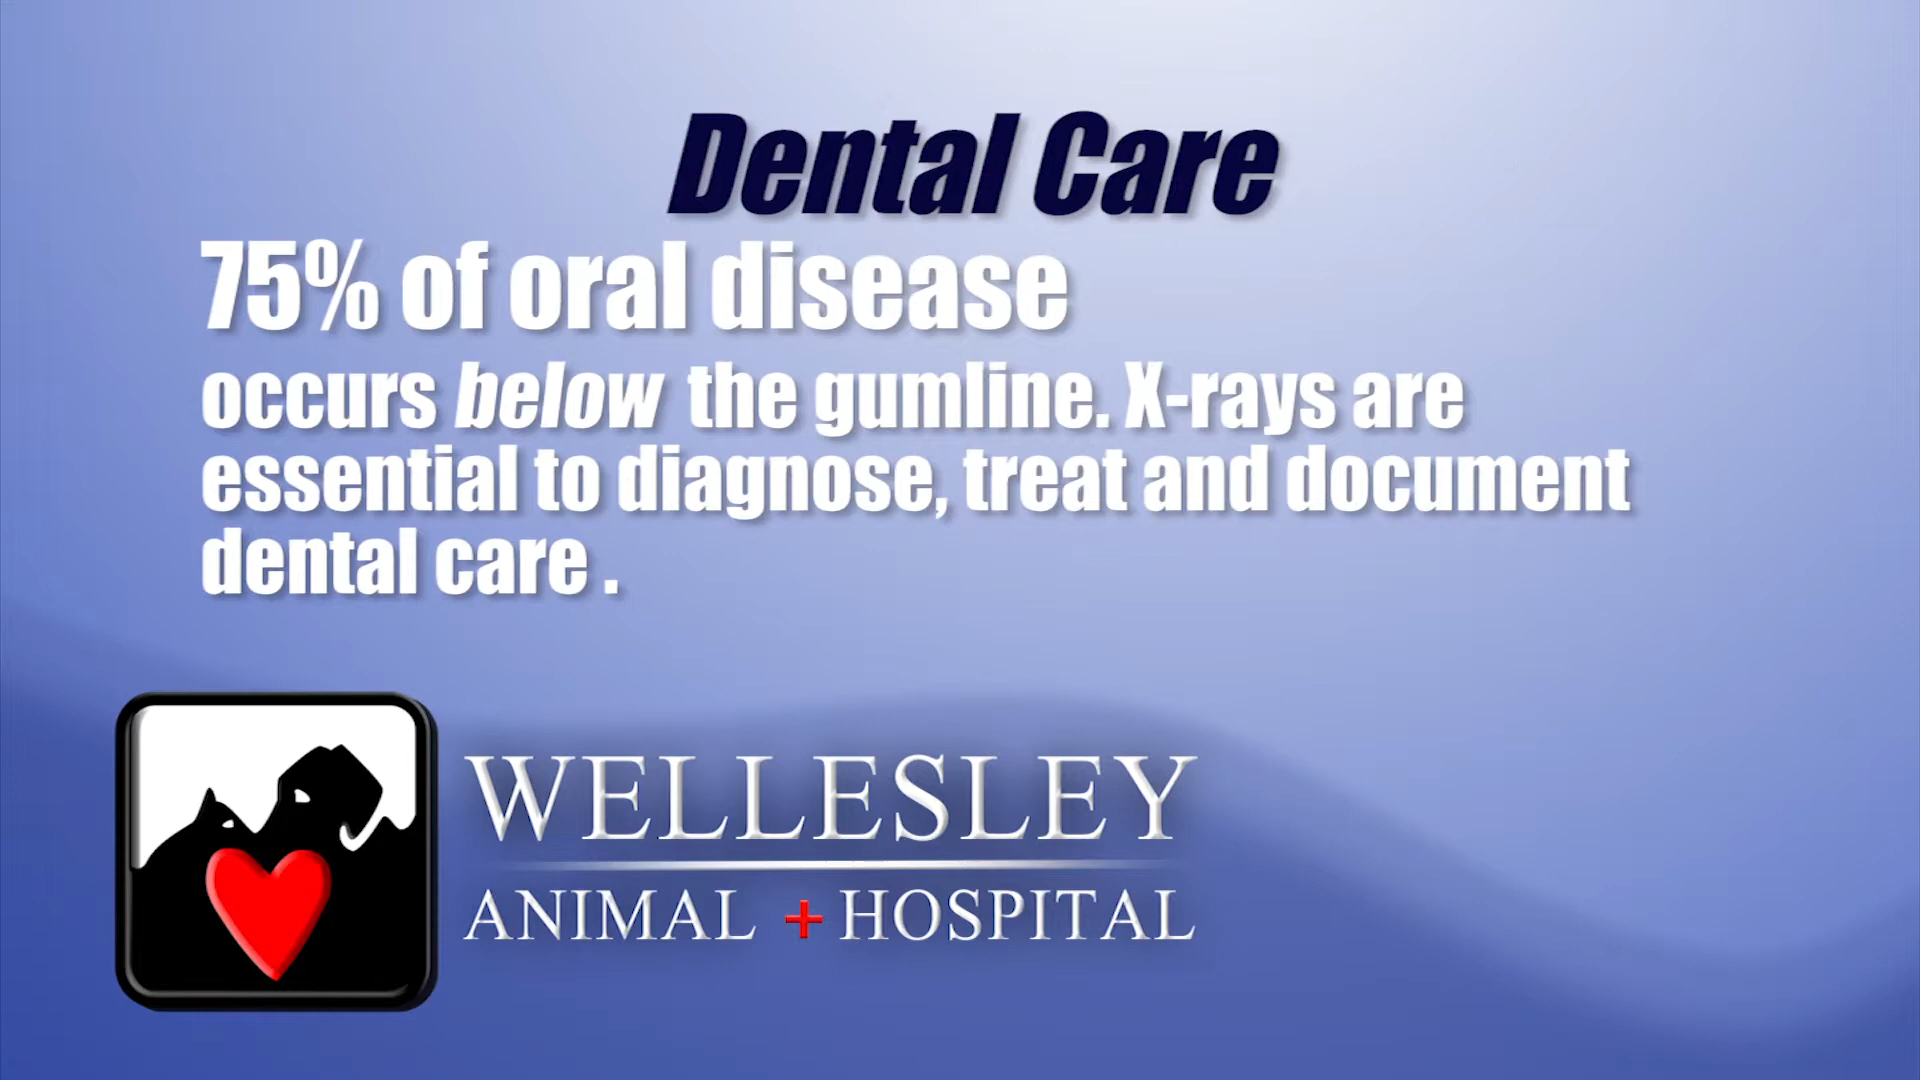 Dental Care
75% of oral disease
occurs below the gumline. X-rays are
essential to diagnose, treat and document
dental care .
WELLESLEY
ANIMAL + HOSPITAL